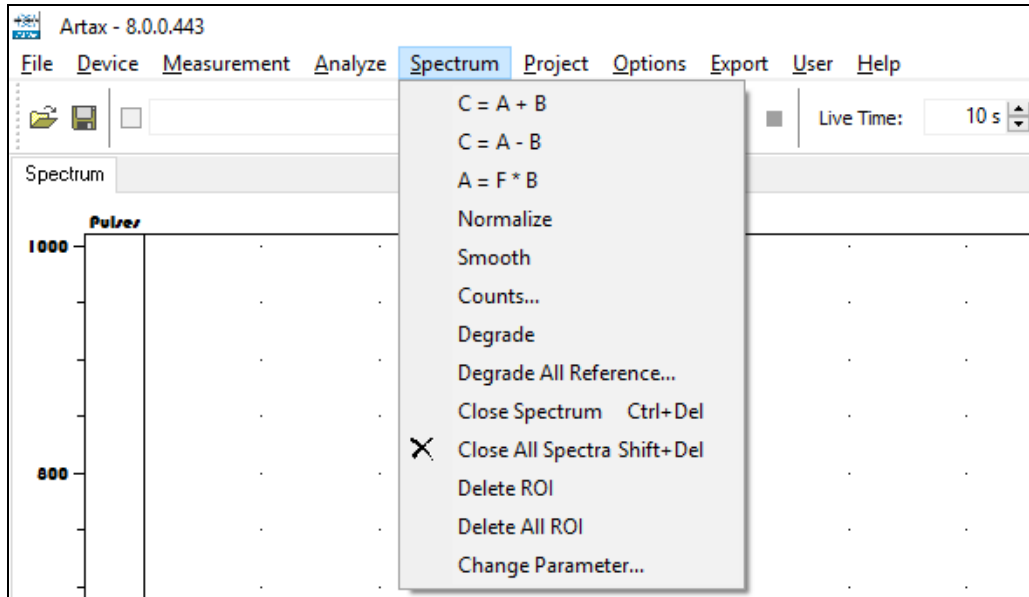 Artax - 8.0.0.443
File Device Measurement Analyze Spectrum Project Options Export User Help
Live Time: 10 s
Spectrum
C = A + B
C = A - B
A = F * B
Normalize
Smooth
Counts...
Degrade
Degrade All Reference...
Close Spectrum Ctrl+Del
Close All Spectra Shift+Del
Delete ROI
Delete All ROI
Change Parameter...
Pulses
1000
800